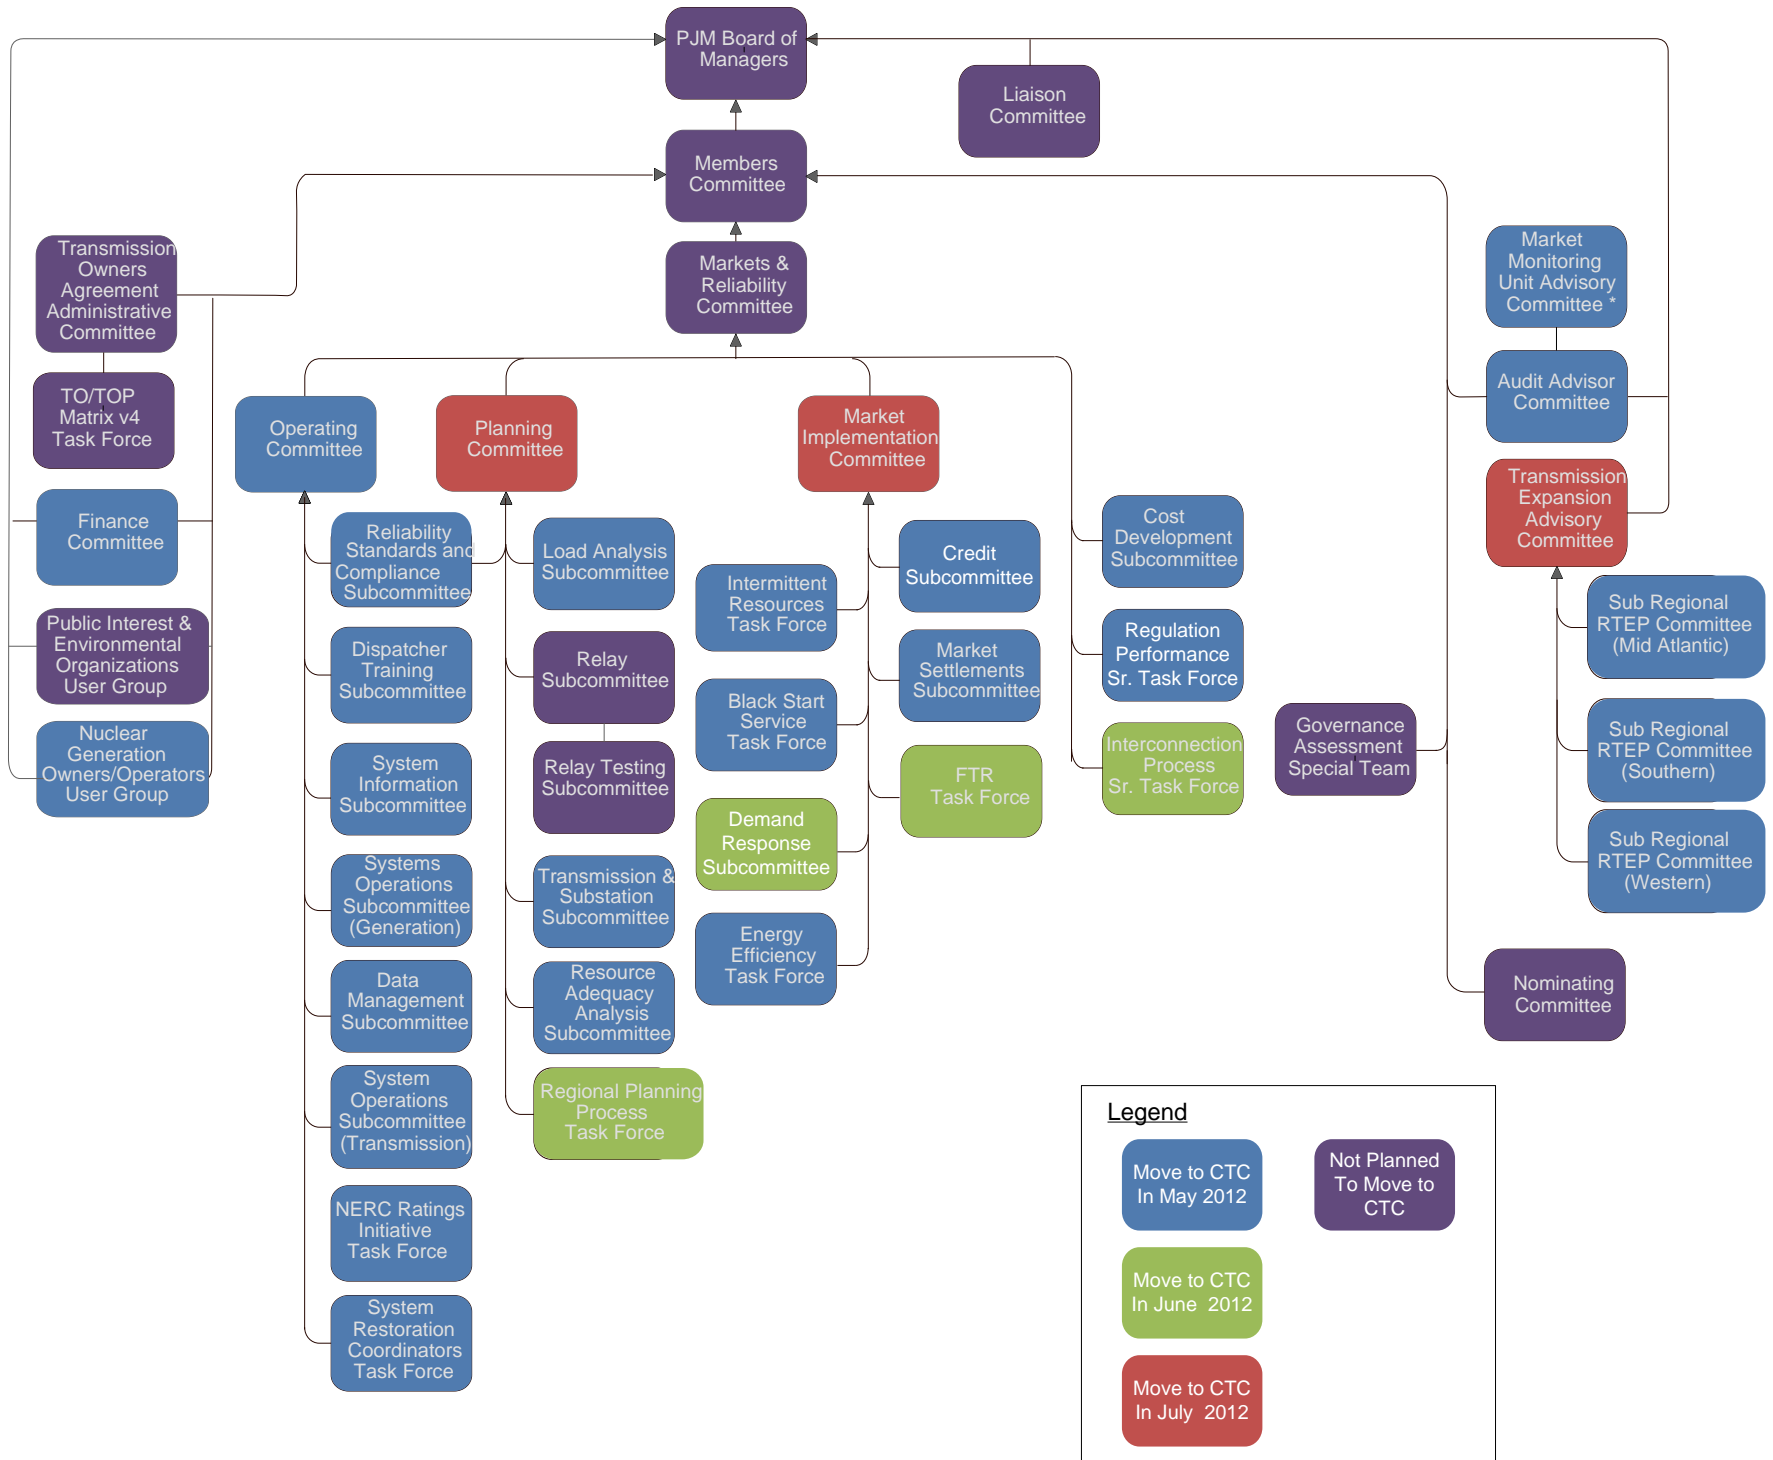 PJM Board of
Managers
Liaison
Committee
Members
Committee
Markets &
Reliability
Committee
Transmission
Owners
Agreement
Administrative
Committee
TO/TOP
Matrix v4
Task Force
Finance
Committee
Public Interest &
Environmental
Organizations
User Group
Nuclear
Generation
Owners/Operators
User Group
Operating
Committee
Reliability
Standards and
Compliance
Subcommittee
Dispatcher
Training
Subcommittee
System
Information
Subcommittee
Systems
Operations
Subcommittee
(Generation)
Data
Management
Subcommittee
System
Operations
Subcommittee
(Transmission)
NERC Ratings
Initiative
Task Force
System
Restoration
Coordinators
Task Force
Planning
Committee
Load Analysis
Subcommittee
Relay
Subcommittee
Relay Testing
Subcommittee
Transmission &
Substation
Subcommittee
Resource
Adequacy
Analysis
Subcommittee
Regional Planning
Process
Task Force
Market
Implementation
Committee
Credit
Subcommittee
Intermittent
Resources
Task Force
Market
Settlements
Subcommittee
Black Start
Service
Task Force
FTR
Task Force
Demand
Response
Subcommittee
Energy
Efficiency
Task Force
Cost
Development
Subcommittee
Regulation
Performance
Sr. Task Force
Interconnection
Process
Sr. Task Force
Governance
Assessment
Special Team
Market
Monitoring
Unit Advisory
Committee *
Audit Advisor
Committee
Transmission
Expansion
Advisory
Committee
Sub Regional
RTEP Committee
(Mid Atlantic)
Sub Regional
RTEP Committee
(Southern)
Sub Regional
RTEP Committee
(Western)
Nominating
Committee
Legend
Move to CTC
In May 2012
Not Planned
To Move to
CTC
Move to CTC
In June 2012
Move to CTC
In July 2012